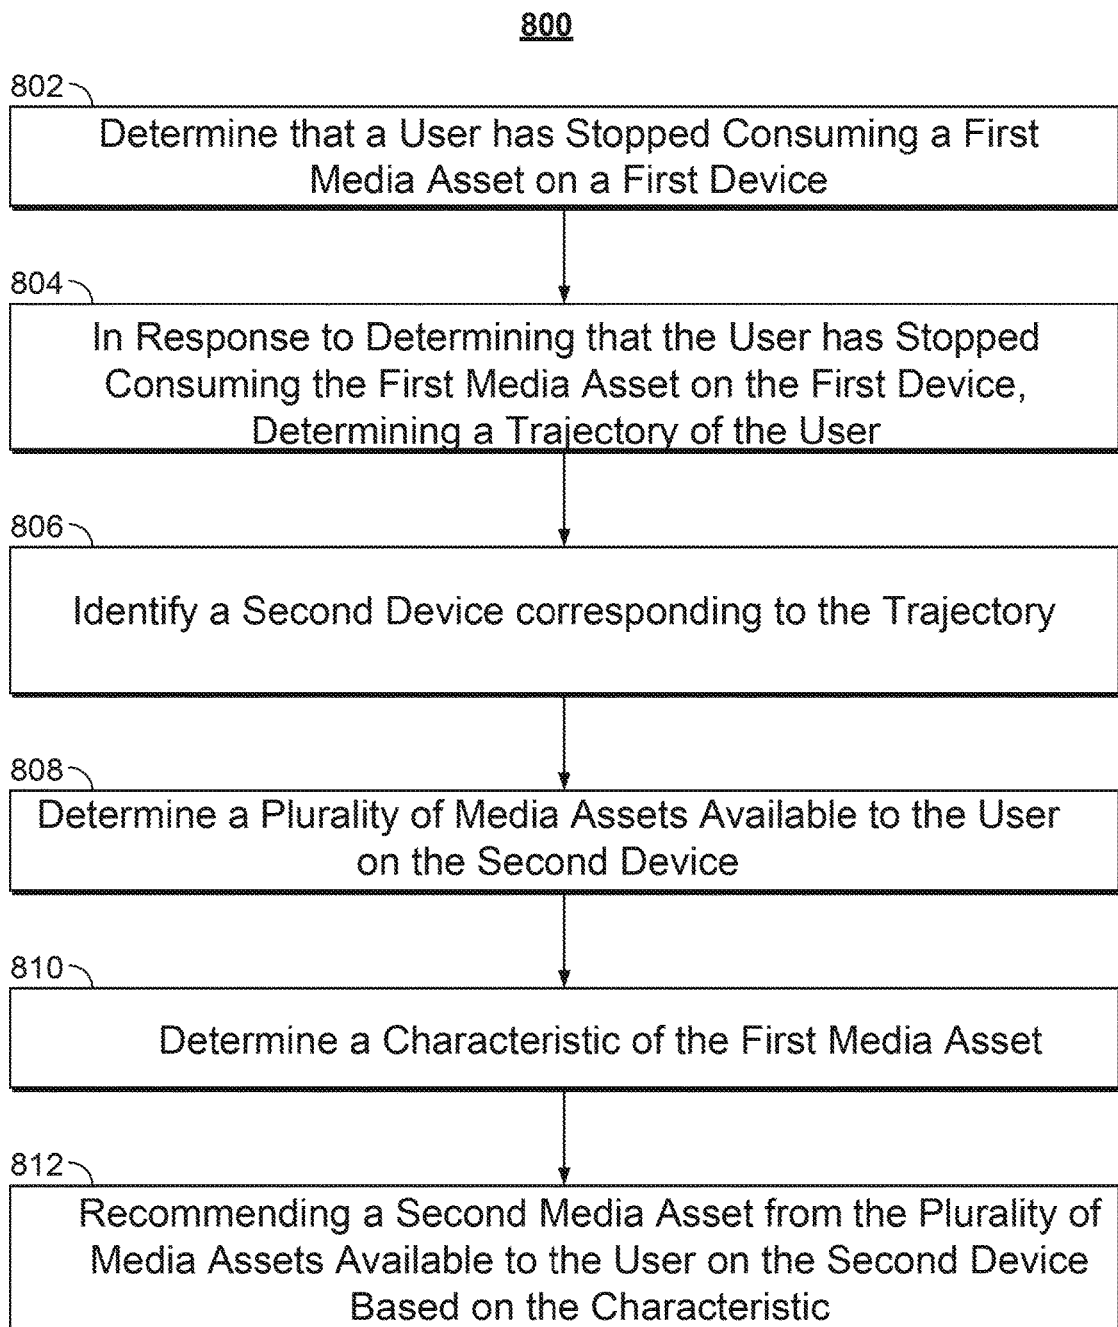 800
802
Determine that a User has Stopped Consuming a First
Media Asset on a First Device
804
In Response to Determining that the User has Stopped
Consuming the First Media Asset on the First Device,
Determining a Trajectory of the User
806
Identify a Second Device corresponding to the Trajectory
808
Determine a Plurality of Media Assets Available to the User
on the Second Device
810
Determine a Characteristic of the First Media Asset
812
Recommending a Second Media Asset from the Plurality of
Media Assets Available to the User on the Second Device
Based on the Characteristic